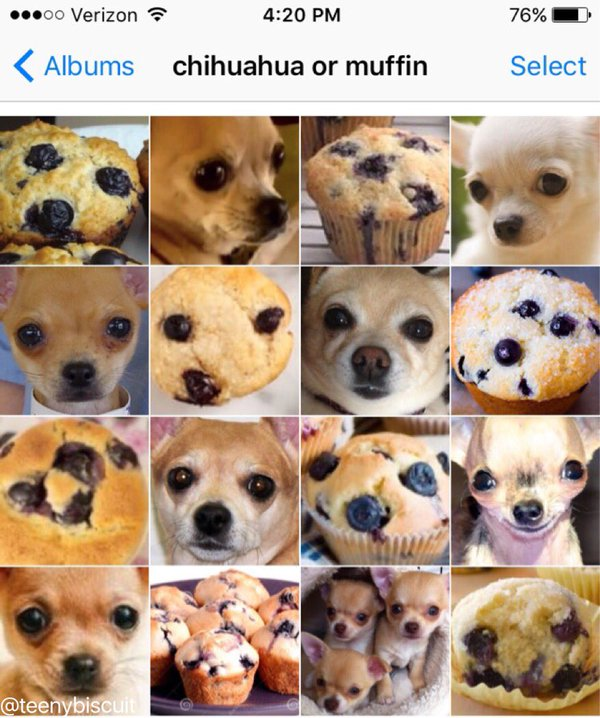 Verizon 4:20 PM 76%
Albums chihuahua or muffin Select
@teenybiscuit